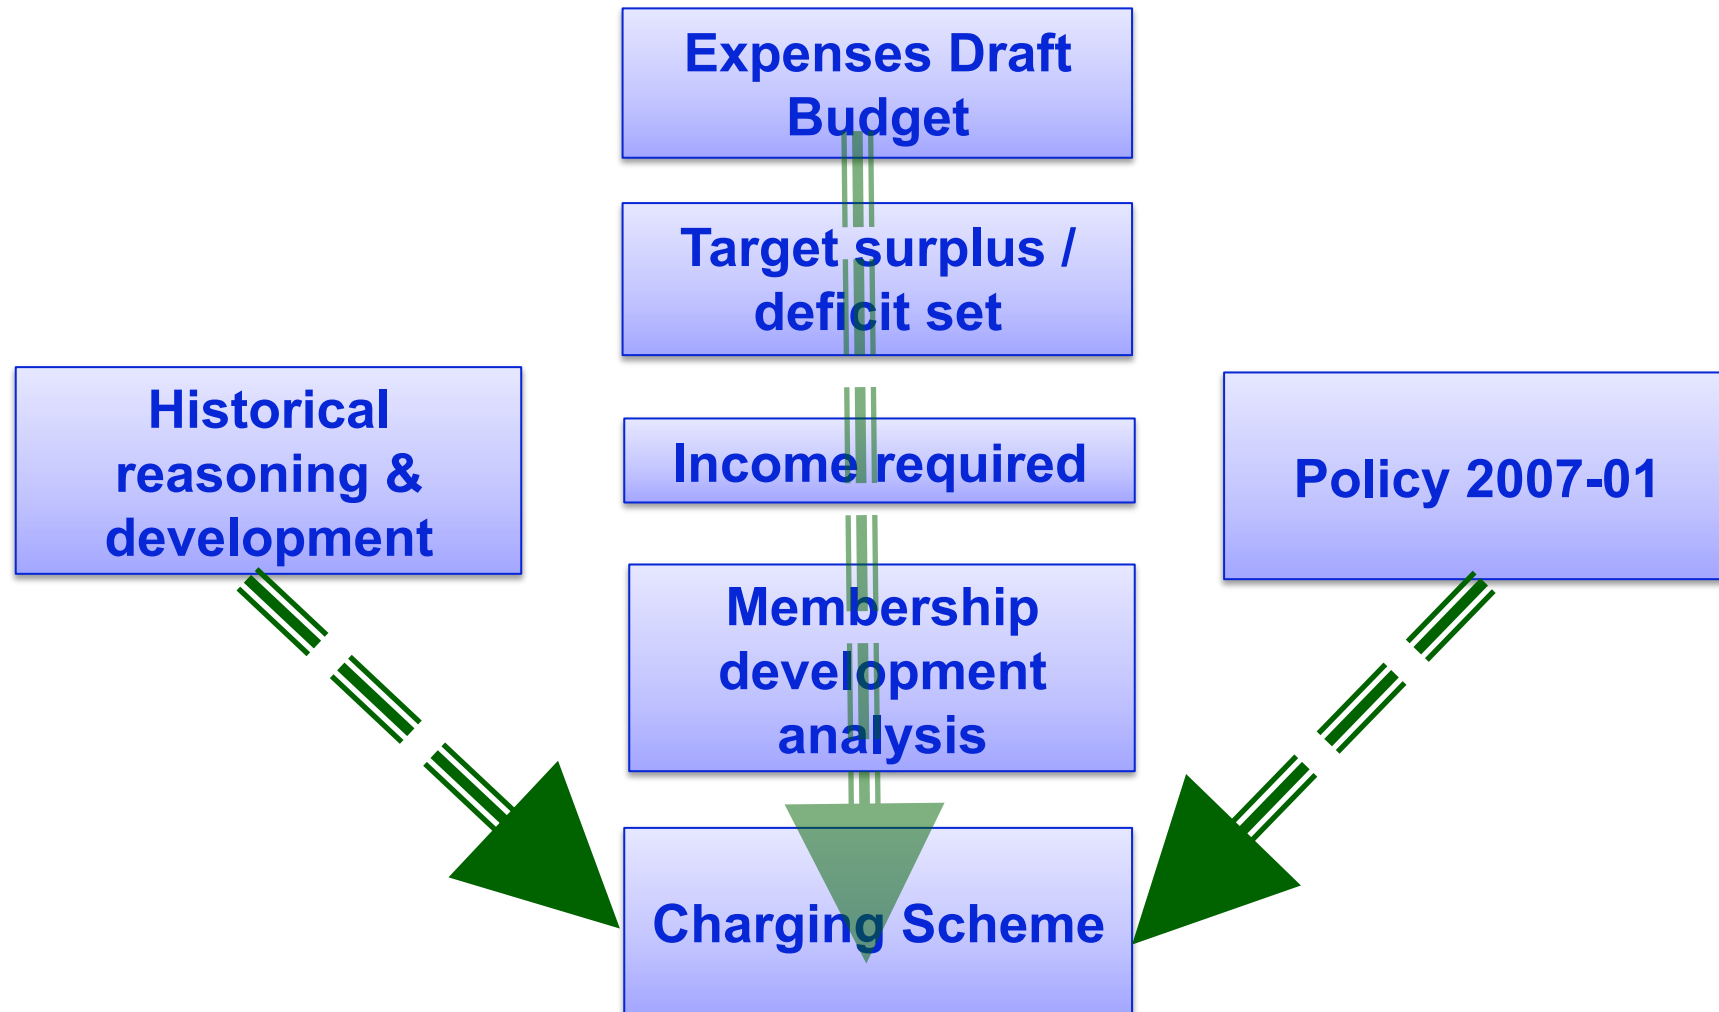 Expenses Draft
Budget
Target surplus /
deficit set
Historical
reasoning &
development
Income required
Policy 2007-01
Membership
development
analysis
Charging Scheme